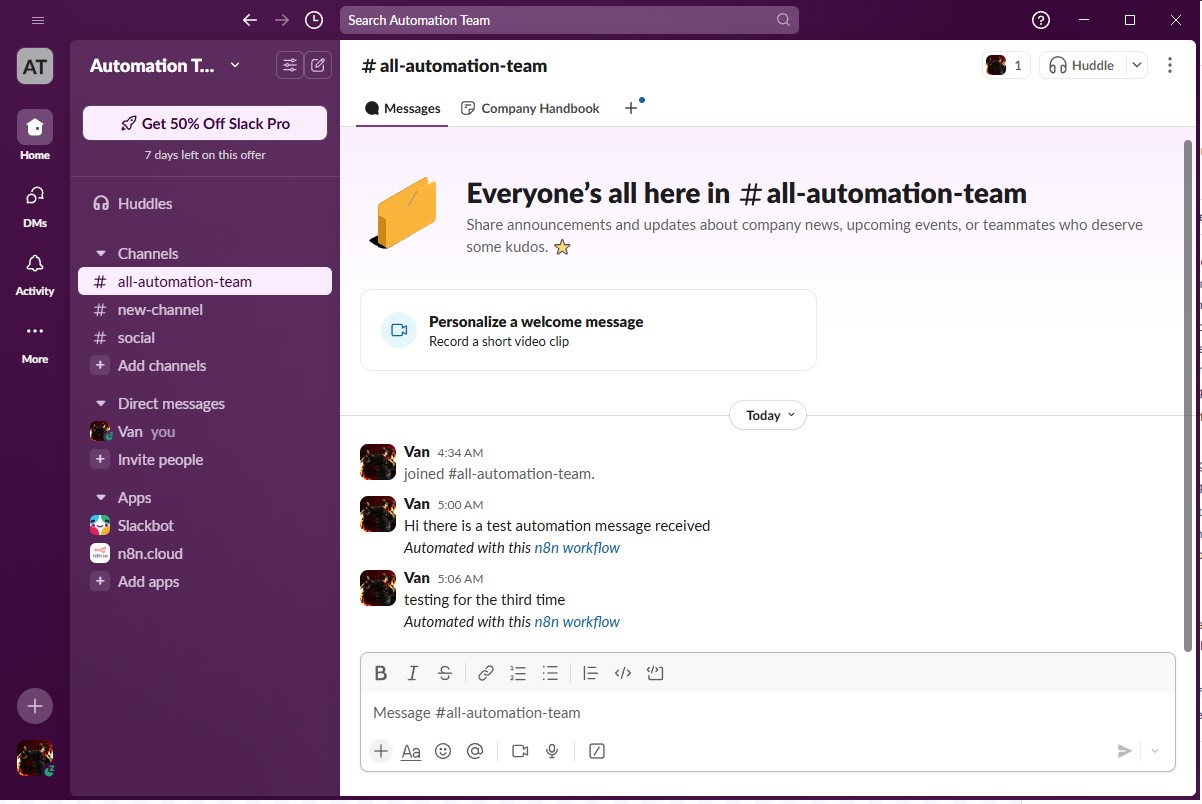 Search Automation Team
AT
Automation T...
Get 50% Off Slack Pro
7 days left on this offer
Home
DMs
Activity
More
Huddles
Channels
# all-automation-team
# new-channel
# social
+ Add channels
Direct messages
Van you
+ Invite people
Apps
Slackbot
n8n.cloud
+ Add apps
# all-automation-team
1
Huddle
Messages
Company Handbook
Everyone’s all here in # all-automation-team
Share announcements and updates about company news, upcoming events, or teammates who deserve
some kudos. ⭐
Personalize a welcome message
Record a short video clip
Today
Van 4:34 AM
joined #all-automation-team.
Van 5:00 AM
Hi there is a test automation message received
Automated with this n8n workflow
Van 5:06 AM
testing for the third time
Automated with this n8n workflow
B I S
Message #all-automation-team
Aa